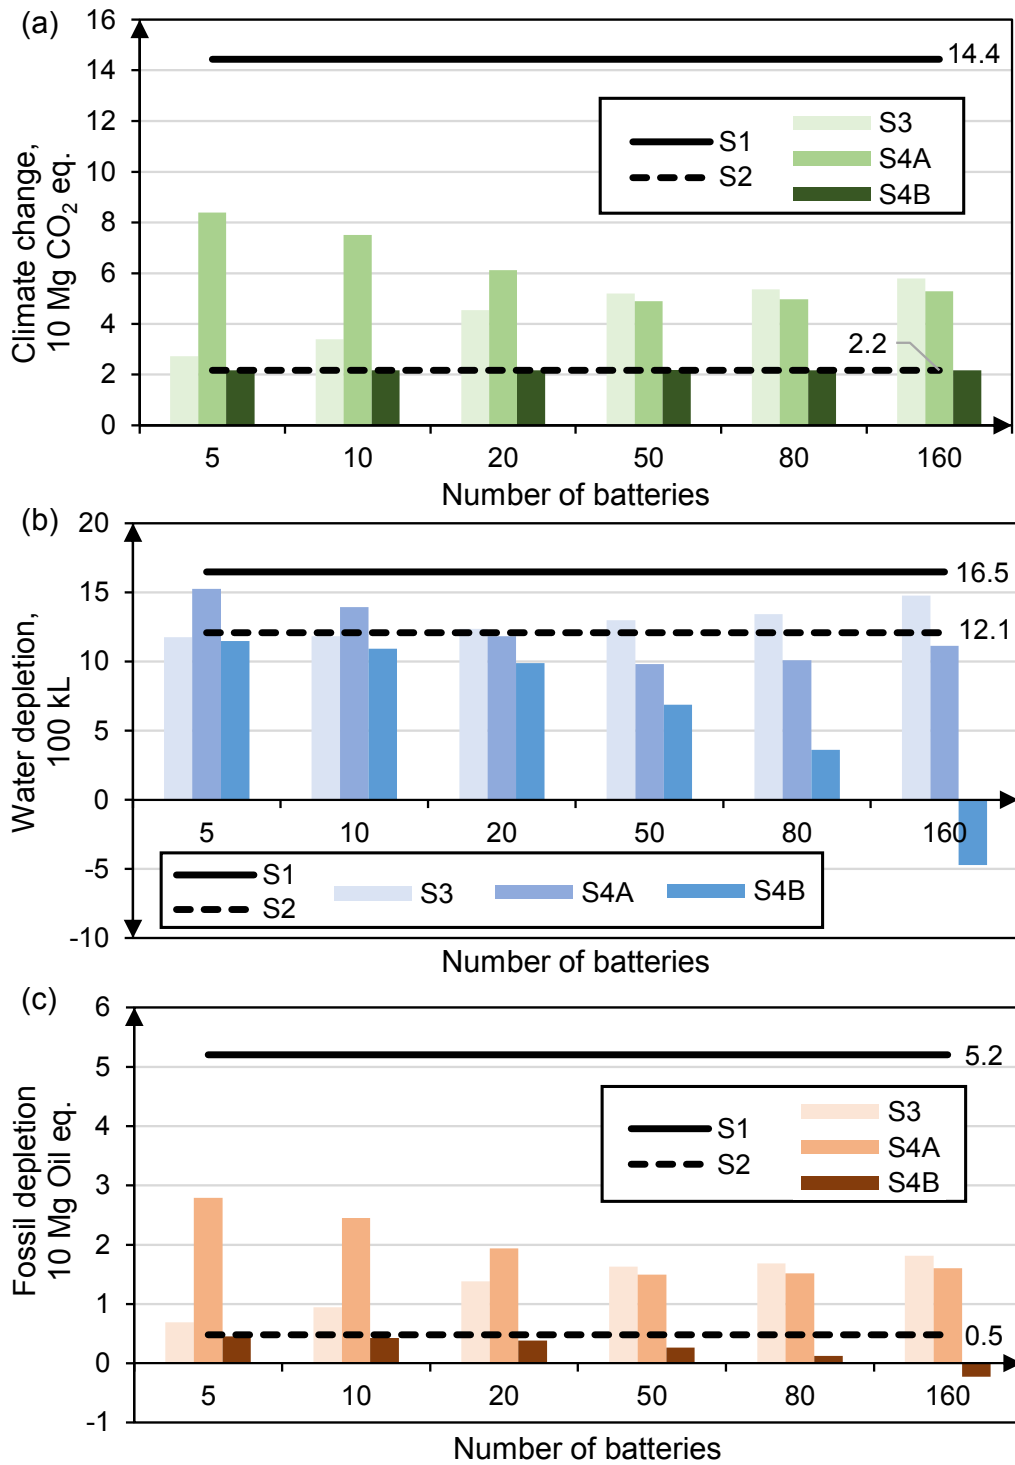 (a)
16
14
12
10
8
6
4
2
0
Climate change,
10 Mg CO₂ eq.
14.4
S1
S2
S3
S4A
S4B
2.2
5 10 20 50 80 160
Number of batteries
(b)
20
15
10
5
0
-5
-10
Water depletion,
100 kL
16.5
12.1
5 10 20 50 80 160
S1
S2
S3 S4A S4B
Number of batteries
(c)
6
5
4
3
2
1
0
-1
Fossil depletion
10 Mg Oil eq.
5.2
S1
S2
S3
S4A
S4B
0.5
5 10 20 50 80 160
Number of batteries